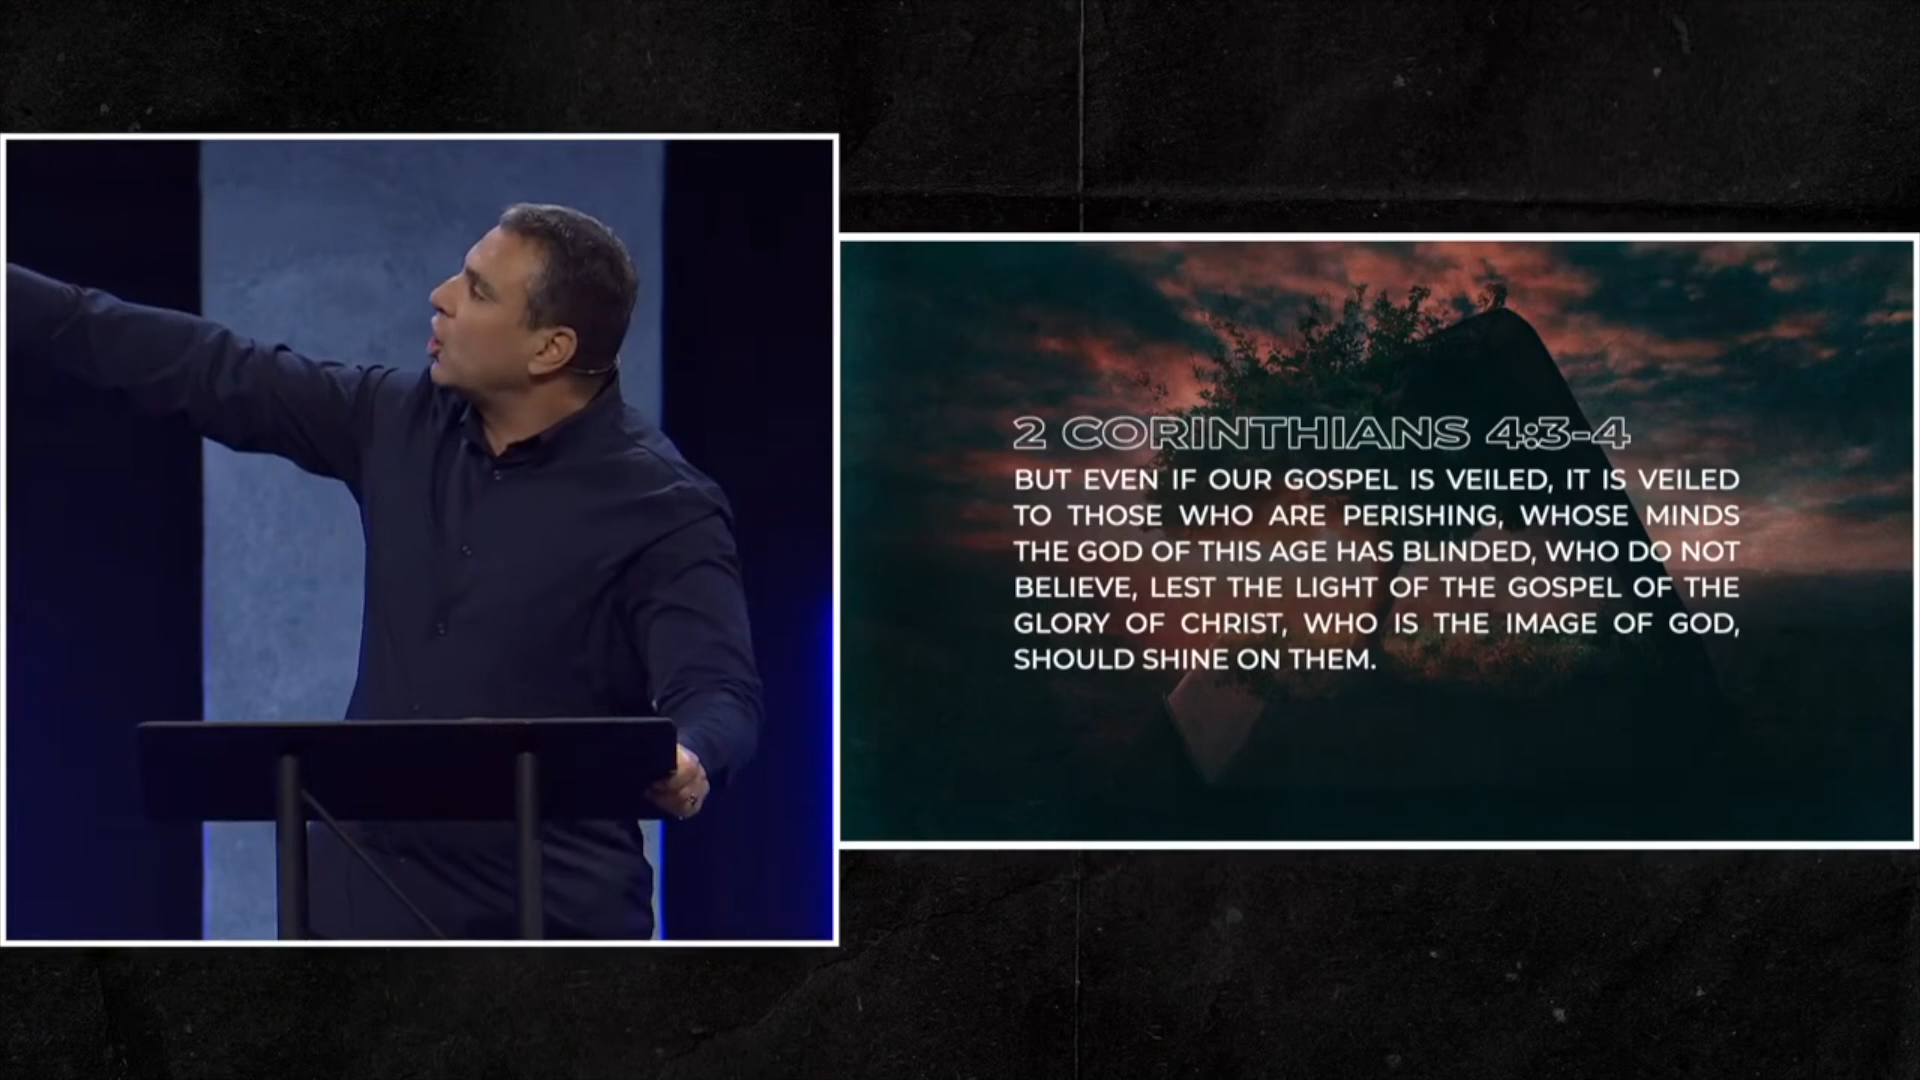 2 CORINTHIANS 4:3-4
BUT EVEN IF OUR GOSPEL IS VEILED, IT IS VEILED
TO THOSE WHO ARE PERISHING, WHOSE MINDS
THE GOD OF THIS AGE HAS BLINDED, WHO DO NOT
BELIEVE, LEST THE LIGHT OF THE GOSPEL OF THE
GLORY OF CHRIST, WHO IS THE IMAGE OF GOD,
SHOULD SHINE ON THEM.